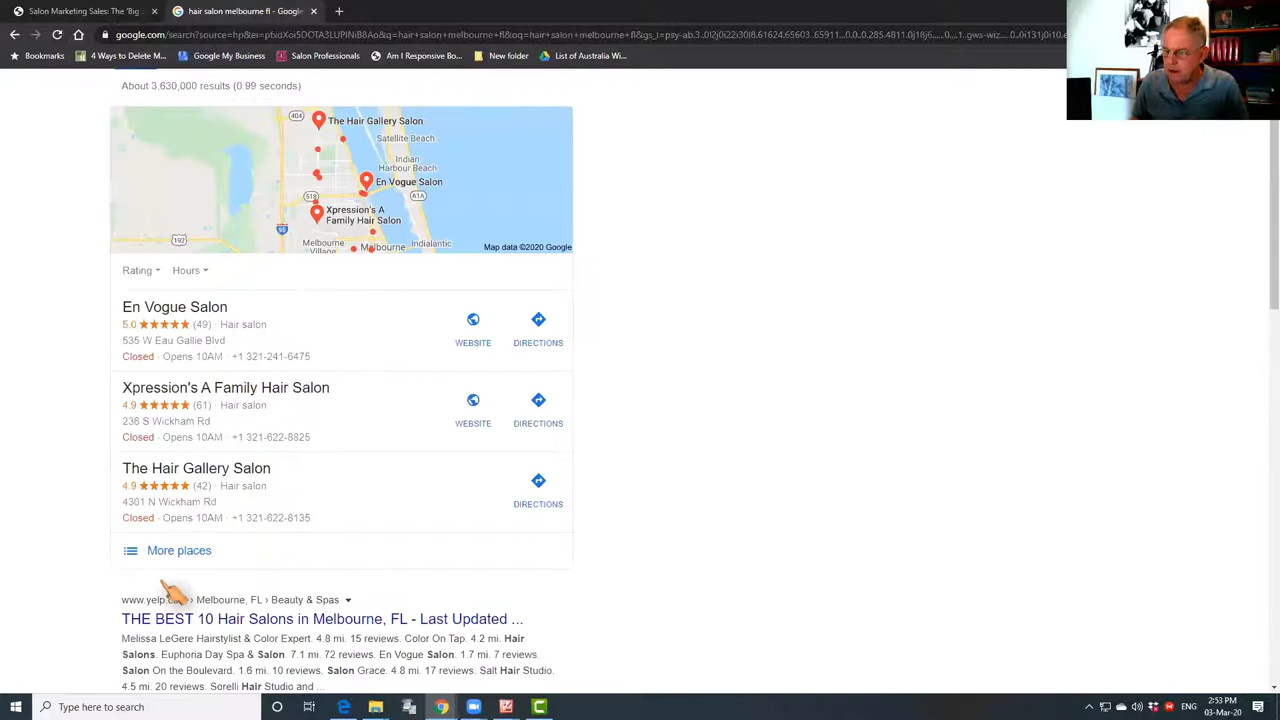 Salon Marketing Sales: The 'Big
hair salon melbourne fl - Google
Bookmarks
4 Ways to Delete M...
Google My Business
Salon Professionals
Am I Responsive So...
New folder
List of Australia Wi...
About 3,630,000 results (0.99 seconds)
404
The Hair Gallery Salon
Satellite Beach
Indian
Harbour Beach
En Vogue Salon
518
A1A
Xpression's A
Family Hair Salon
95
192
Melbourne
Village
Melbourne
Indialantic
Map data ©2020 Google
Rating
Hours
En Vogue Salon
5.0 (49) · Hair salon
535 W Eau Gallie Blvd
Closed · Opens 10AM · +1 321-241-6475
WEBSITE
DIRECTIONS
Xpression's A Family Hair Salon
4.9 (61) · Hair salon
236 S Wickham Rd
Closed · Opens 10AM · +1 321-622-8825
WEBSITE
DIRECTIONS
The Hair Gallery Salon
4.9 (42) · Hair salon
4301 N Wickham Rd
Closed · Opens 10AM · +1 321-622-8135
DIRECTIONS
More places
› Melbourne, FL › Beauty & Spas
THE BEST 10 Hair Salons in Melbourne, FL - Last Updated ...
Melissa LeGere Hairstylist & Color Expert. 4.8 mi. 15 reviews. Color On Tap. 4.2 mi. Hair
Salons. Euphoria Day Spa & Salon. 7.1 mi. 72 reviews. En Vogue Salon. 1.7 mi. 7 reviews.
Salon On the Boulevard. 1.6 mi. 10 reviews. Salon Grace. 4.8 mi. 17 reviews. Salt Hair Studio.
4.5 mi. 20 reviews. Sorelli Hair Studio and ...
Type here to search
2:53 PM
03-Mar-20